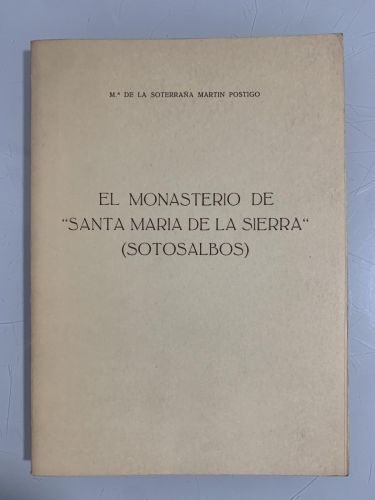 M.ª DE LA SOTERRAÑA MARTIN POSTIGO
EL MONASTERIO DE
“SANTA MARIA DE LA SIERRA“
(SOTOSALBOS)